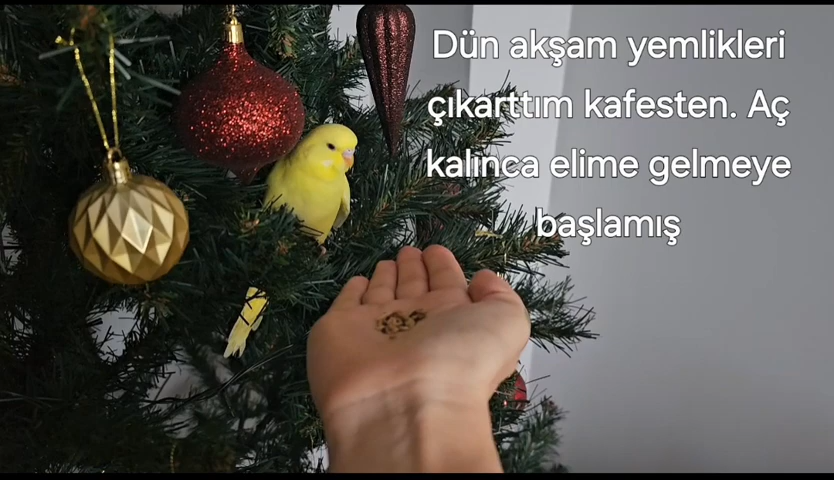 Dün akşam yemlikleri
çıkarttım kafesten. Aç
kalınca elime gelmeye
başlamış